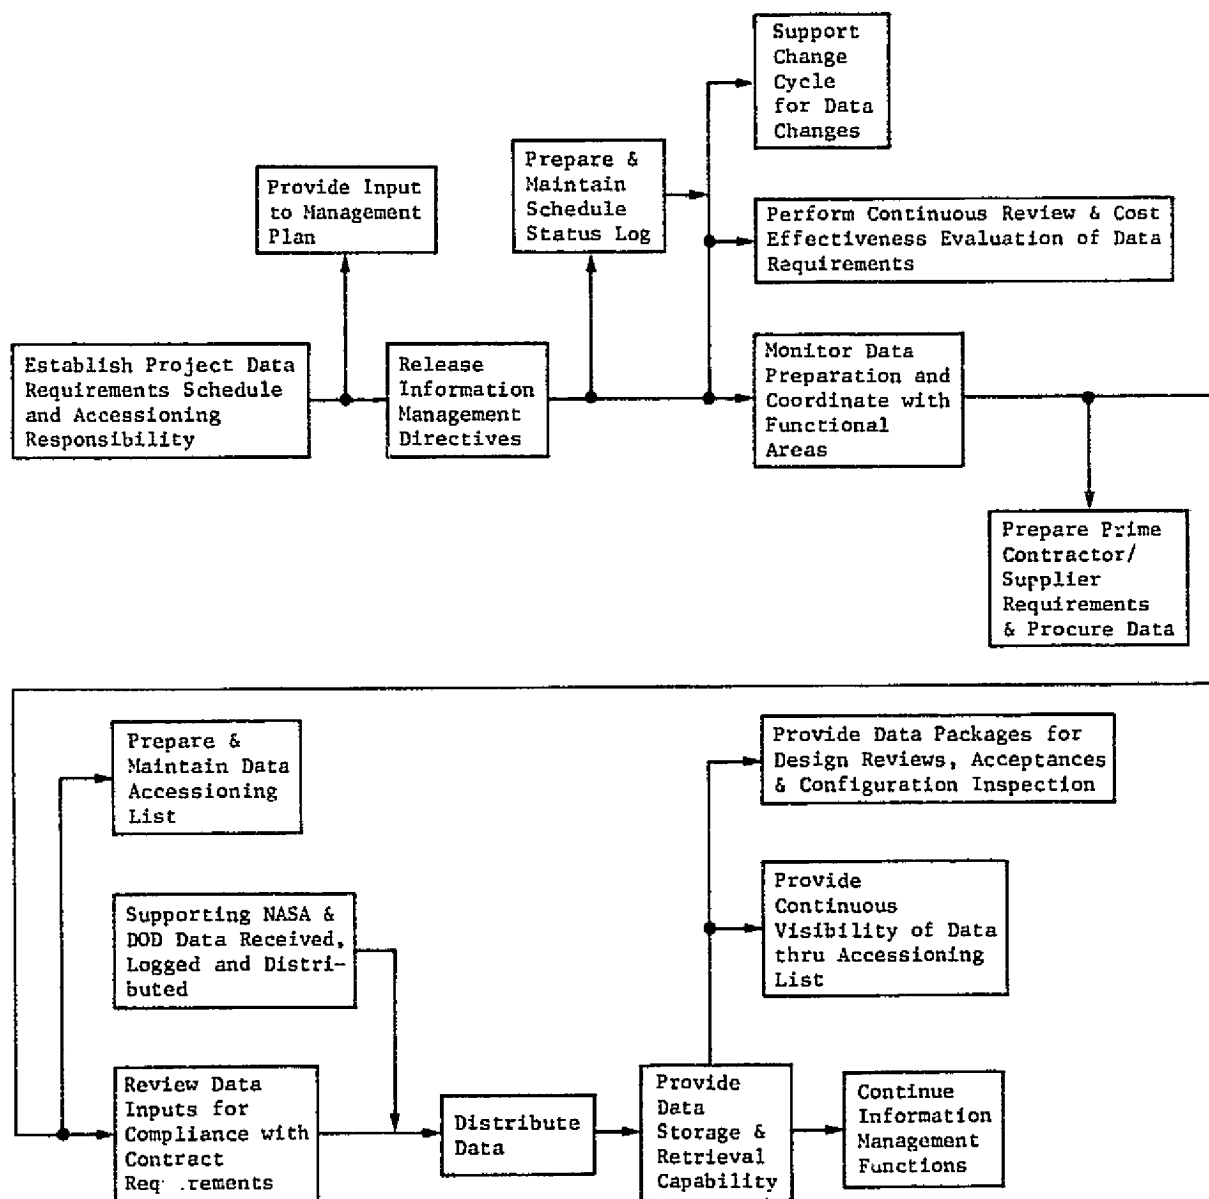 Support
Change
Cycle
for Data
Changes
Provide Input
to Management
Plan
Prepare &
Maintain
Schedule
Status Log
Perform Continuous Review & Cost
Effectiveness Evaluation of Data
Requirements
Establish Project Data
Requirements Schedule
and Accessioning
Responsibility
Release
Information
Management
Directives
Monitor Data
Preparation and
Coordinate with
Functional
Areas
Prepare Prime
Contractor/
Supplier
Requirements
& Procure Data
Prepare &
Maintain Data
Accessioning
List
Provide Data Packages for
Design Reviews, Acceptances
& Configuration Inspection
Supporting NASA &
DOD Data Received,
Logged and Distri-
buted
Provide
Continuous
Visibility of Data
thru Accessioning
List
Review Data
Inputs for
Compliance with
Contract
Distribute
Data
Provide
Data
Storage &
Retrieval
Capability
Continue
Information
Management
Functions